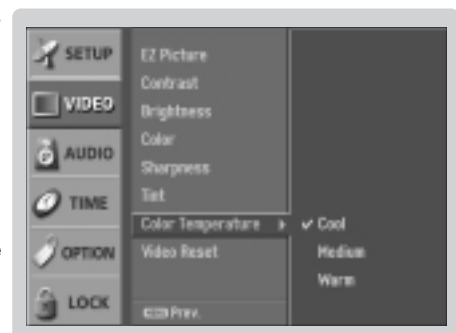 SETUP
VIDEO
AUDIO
TIME
OPTION
LOCK
EZ Picture
Contrast
Brightness
Color
Sharpness
Tint
Color Temperature
Video Reset
Prev.
Cool
Medium
Warm